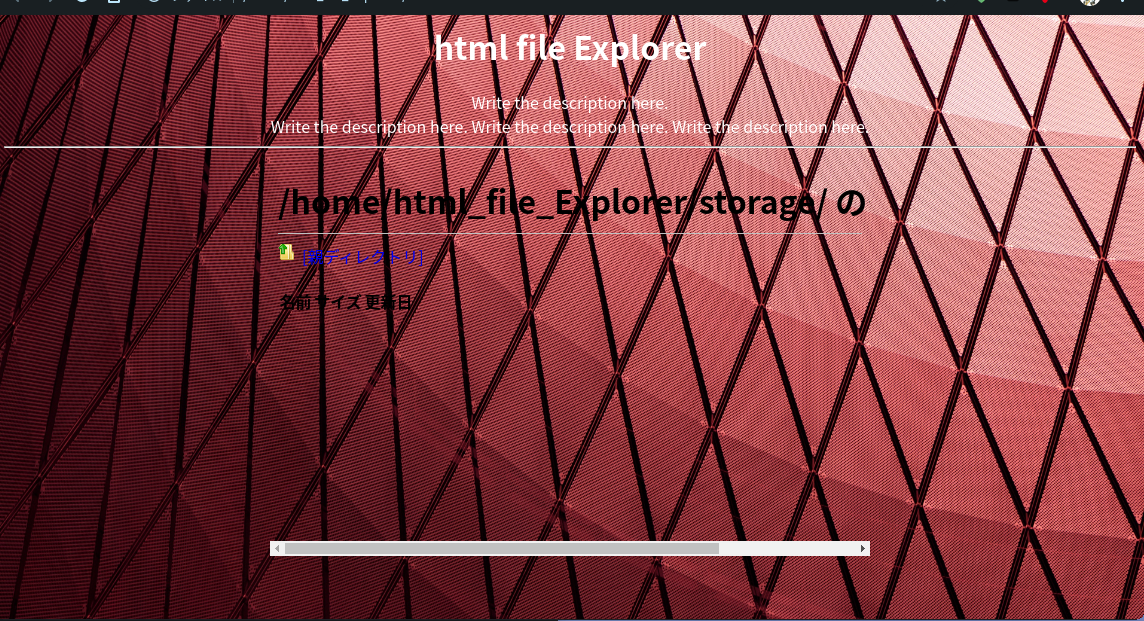 html file Explorer
Write the description here.
Write the description here. Write the description here. Write the description here.
/home/html_file_Explorer/storage/ の
[親ディレクトリ]
名前 サイズ 更新日